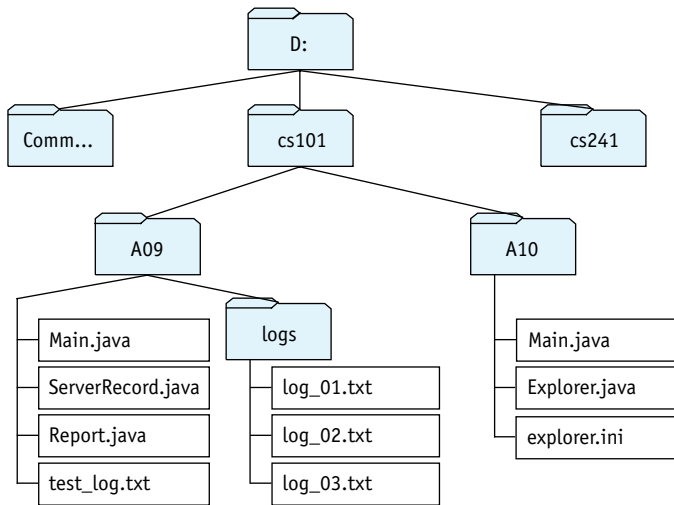 D:
Comm...
cs101
cs241
A09
A10
logs
Main.java
ServerRecord.java
Report.java
test_log.txt
log_01.txt
log_02.txt
log_03.txt
Main.java
Explorer.java
explorer.ini